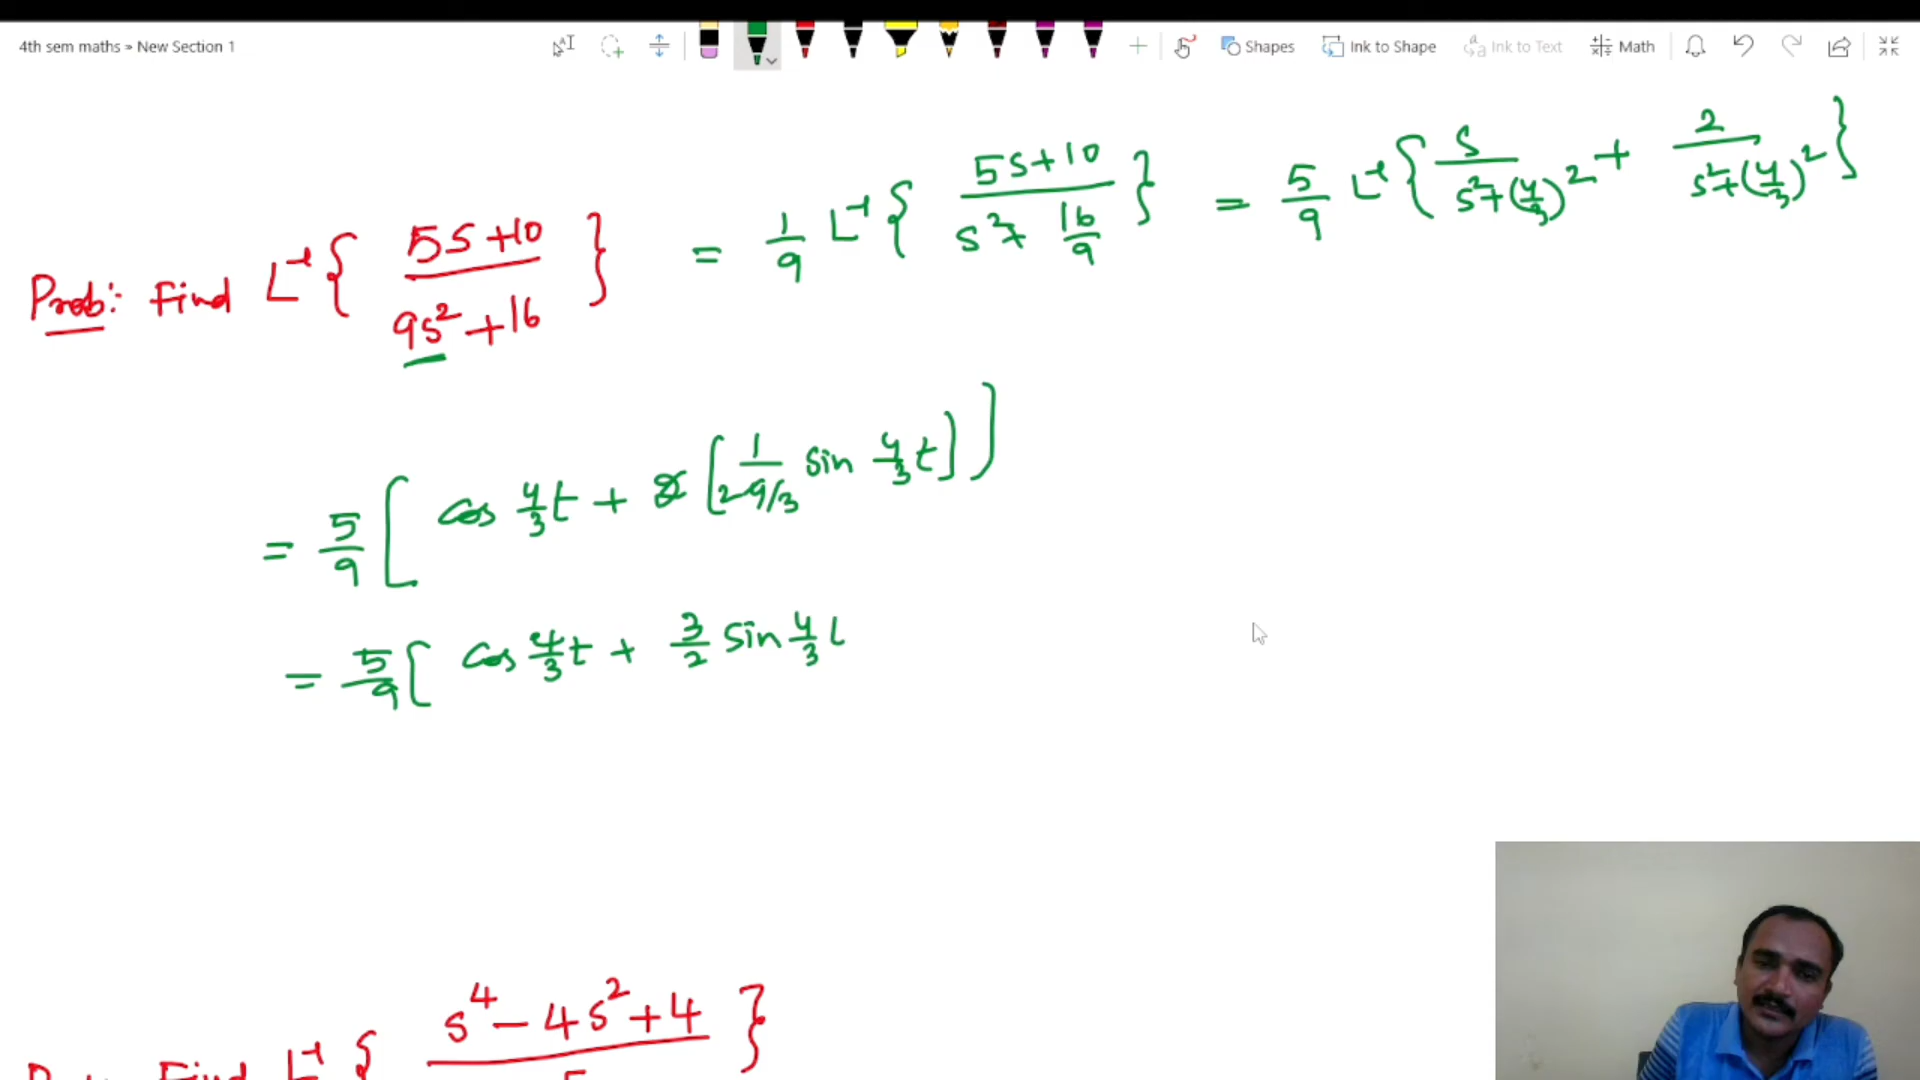 4th sem maths » New Section 1
Shapes Ink to Shape Ink to Text Math
Prob: Find L⁻¹{ (5s+10)/(9s²+16) } = 1/9 L⁻¹{ (5s+10)/(s²+16/9) } = 5/9 L⁻¹{ s/(s²+(4/3)²) + 2/(s²+(4/3)²) }
= 5/9 [ cos 4/3 t + 2 [ 1/(4/3) sin 4/3 t ] ]
= 5/9 [ cos 4/3 t + 3/2 sin 4/3
Find L⁻¹{ s⁴-4s²+4 }